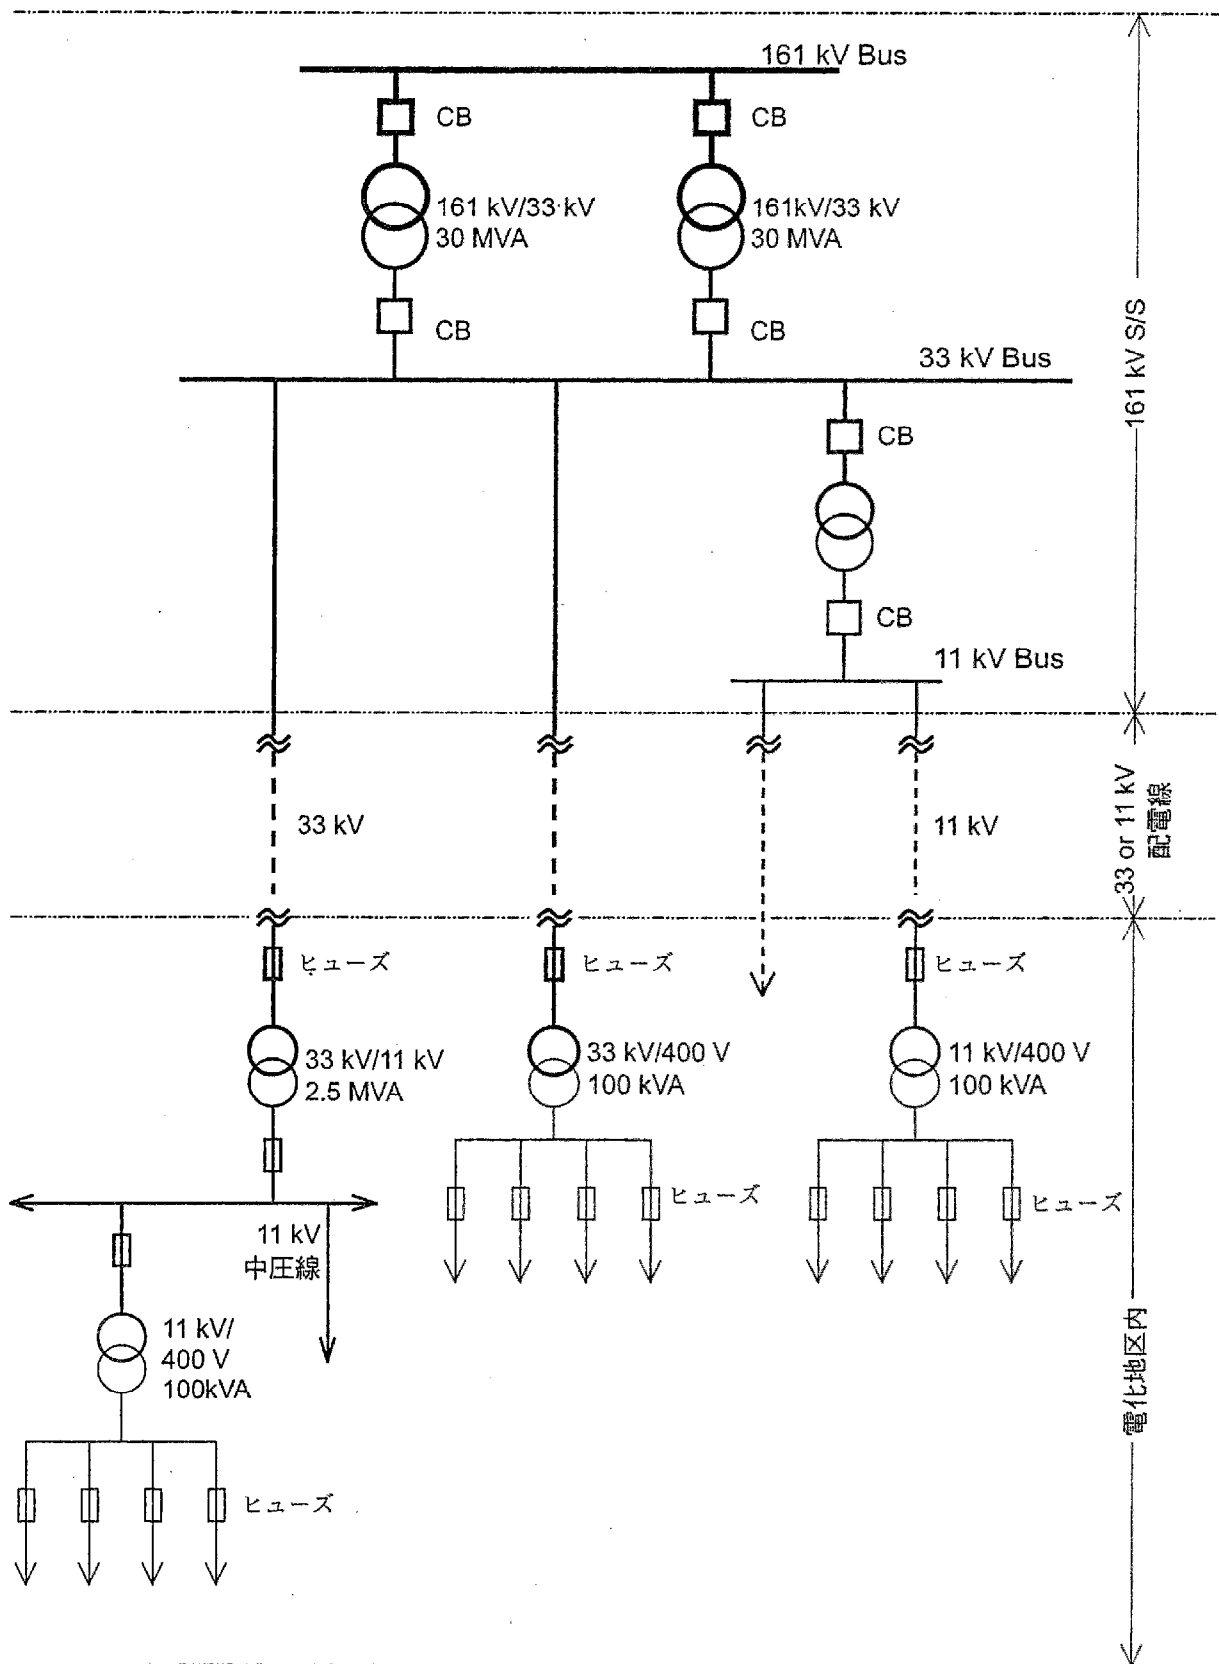 161 kV Bus
CB
CB
161 kV/33 kV
30 MVA
161kV/33 kV
30 MVA
CB
CB
33 kV Bus
161 kV S/S
CB
CB
11 kV Bus
33 kV
11 kV
33 or 11 kV
配電線
ヒューズ
ヒューズ
ヒューズ
33 kV/11 kV
2.5 MVA
33 kV/400 V
100 kVA
11 kV/400 V
100 kVA
ヒューズ
ヒューズ
11 kV
中圧線
11 kV/
400 V
100kVA
電化地区内
ヒューズ